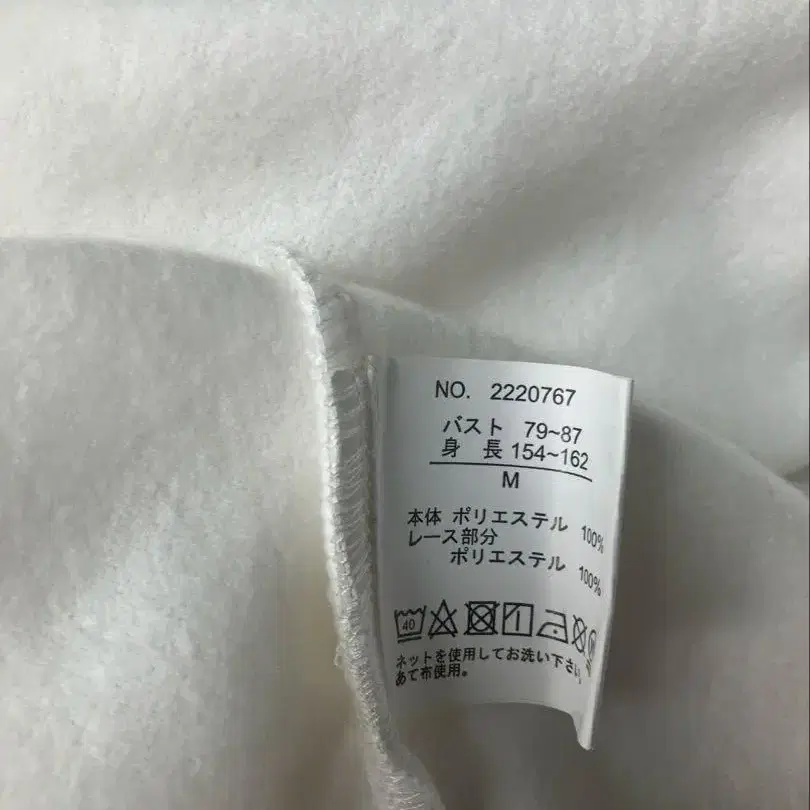 NO. 2220767
バスト 79~87
身 長 154~162
M
本体 ポリエステル 100%
レース部分
ポリエステル 100%
40
ネットを使用してお洗い下さい。
あて布使用。